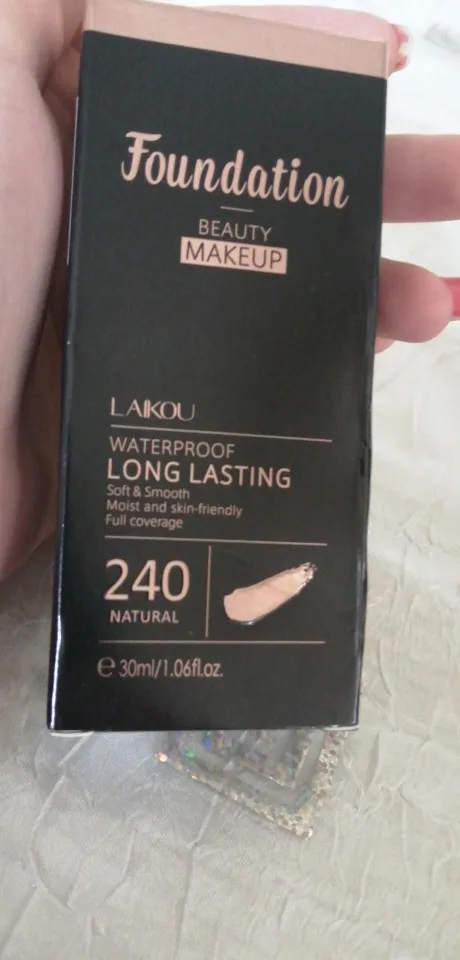 Foundation
BEAUTY
MAKEUP
LAIKOU
WATERPROOF
LONG LASTING
Soft & Smooth
Moist and skin-friendly
Full coverage
240
NATURAL
℮ 30ml/1.06fl.oz.